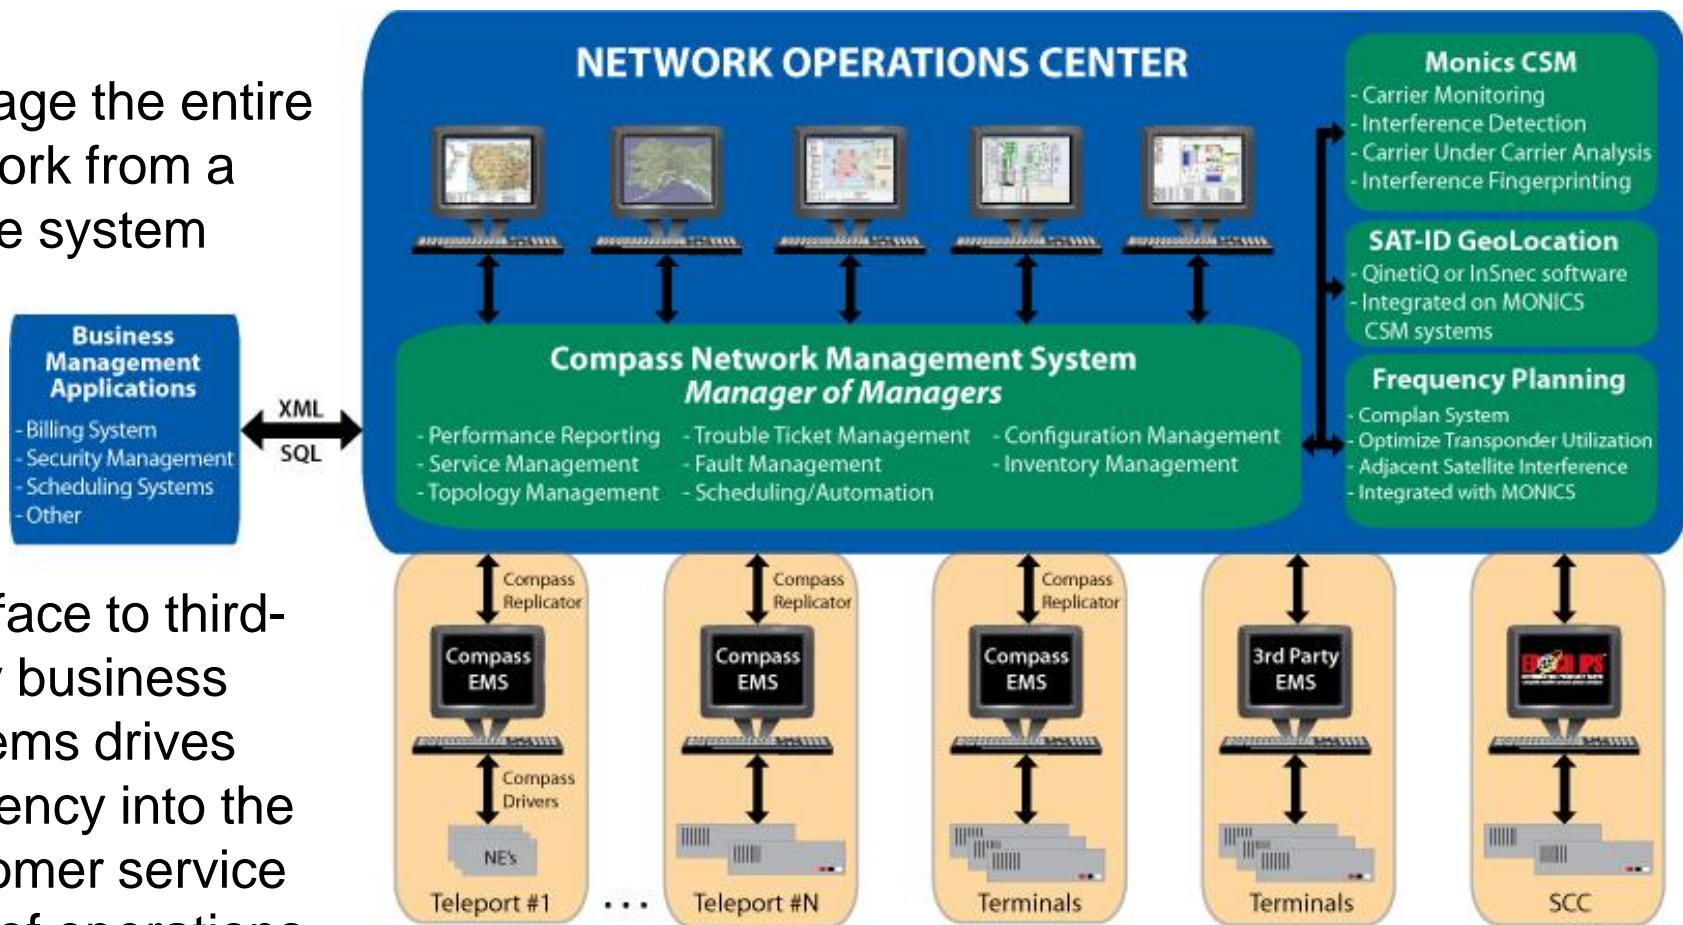 age the entire
ork from a
e system
Business
Management
Applications
- Billing System
- Security Management
- Scheduling Systems
- Other
XML
SQL
face to third-
business
ems drives
ency into the
omer service
of operations
NETWORK OPERATIONS CENTER
Compass Network Management System
Manager of Managers
- Performance Reporting
- Service Management
- Topology Management
- Trouble Ticket Management
- Fault Management
- Scheduling/Automation
- Configuration Management
- Inventory Management
Monics CSM
- Carrier Monitoring
- Interference Detection
- Carrier Under Carrier Analysis
- Interference Fingerprinting
SAT-ID GeoLocation
- QinetiQ or InSnec software
- Integrated on MONICS
CSM systems
Frequency Planning
- Complan System
- Optimize Transponder Utilization
- Adjacent Satellite Interference
- Integrated with MONICS
Compass
Replicator
Compass
EMS
Compass
Drivers
NE's
Teleport #1
...
Compass
Replicator
Compass
EMS
Teleport #N
Compass
Replicator
Compass
EMS
Terminals
3rd Party
EMS
Terminals
EPOCH IPS
SCC